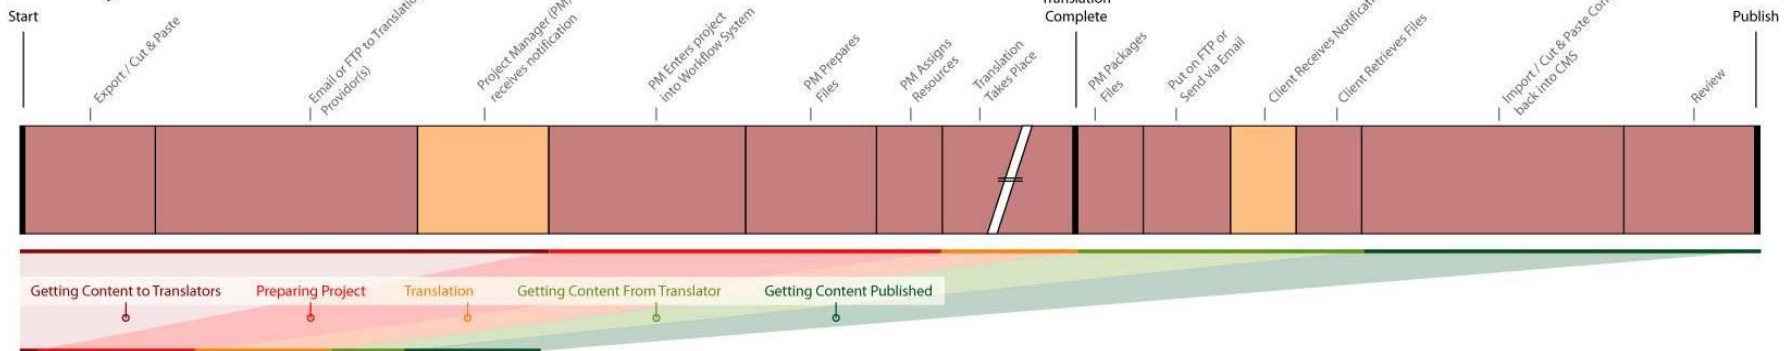 Start
Export / Cut & Paste
Email or FTP to
Providor(s)
Project Manager (PM)
receives notification
PM Enters project
into Workflow System
PM Prepares
Files
PM Assigns
Resources
Translation
Takes Place
Complete
PM Packages
Files
Put on FTP or
Send via Email
Client Receives
Client Retrieves Files
Import / Cut & Paste
back into CMS
Review
Publish
Getting Content to Translators
Preparing Project
Translation
Getting Content From Translator
Getting Content Published